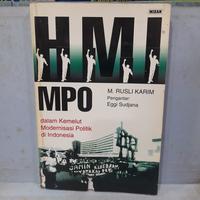 MIZAN
HMI
MPO
M. RUSLI KARIM
Pengantar:
Eggi Sudjana
dalam Kemelut
Modernisasi Politik
di Indonesia